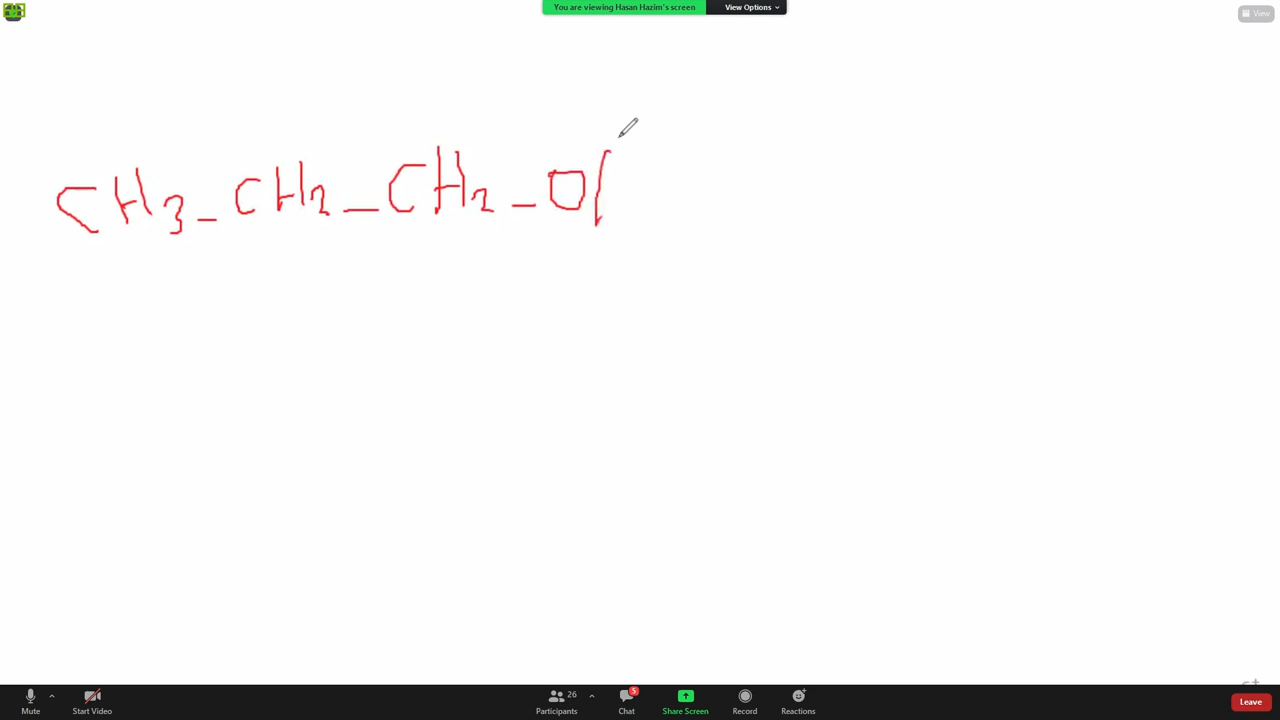 You are viewing Hasan Hazim's screen View Options
View
CH3_CH2_CH2_O
Mute Start Video Participants 26 Chat 5 Share Screen Record Reactions Leave